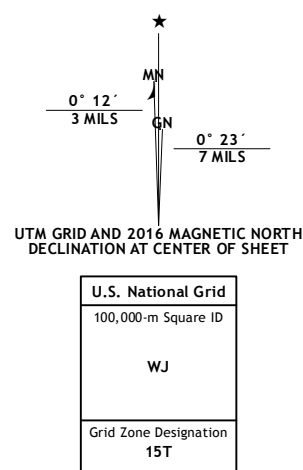 MN
0° 12´
3 MILS
GN
0° 23´
7 MILS
UTM GRID AND 2016 MAGNETIC NORTH
DECLINATION AT CENTER OF SHEET
U.S. National Grid
100,000-m Square ID
WJ
Grid Zone Designation
15T